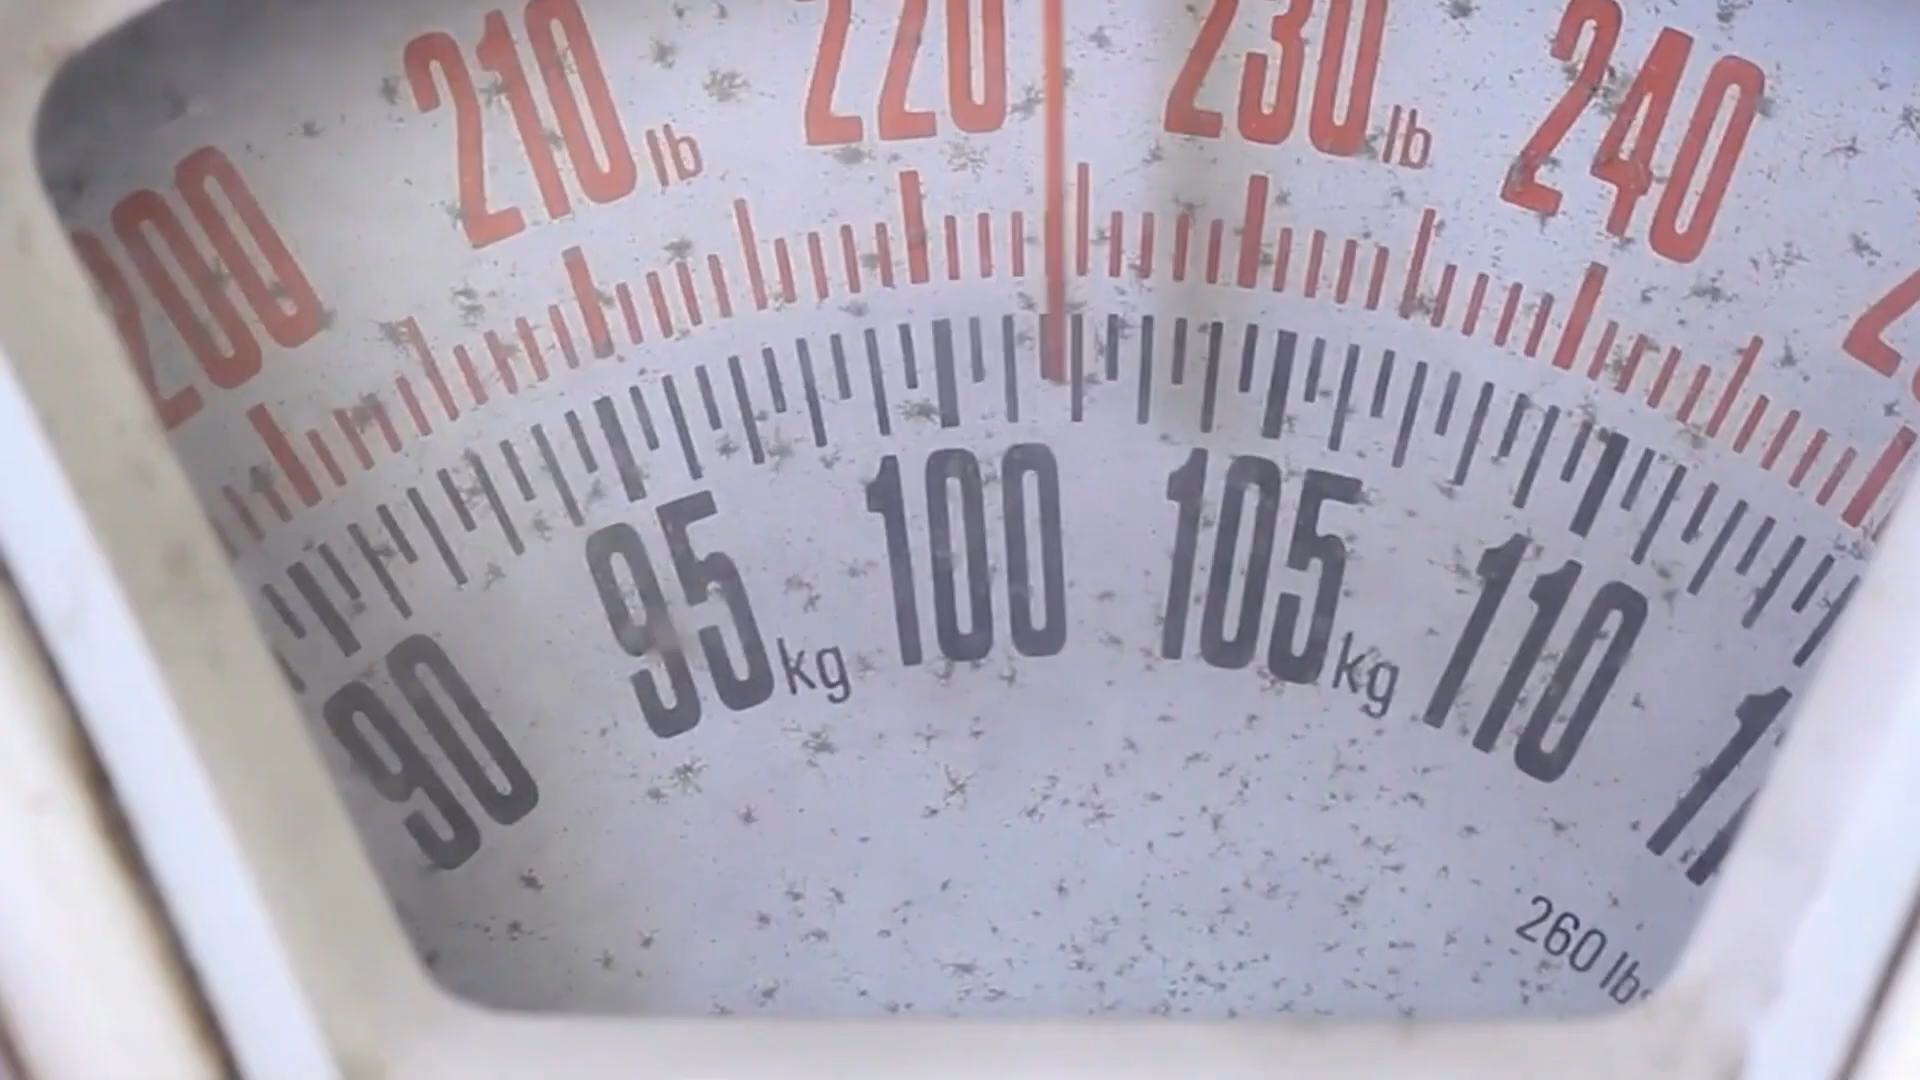 200 210 lb 220 230 lb 240
90 95 kg 100 105 kg 110
260 lbs